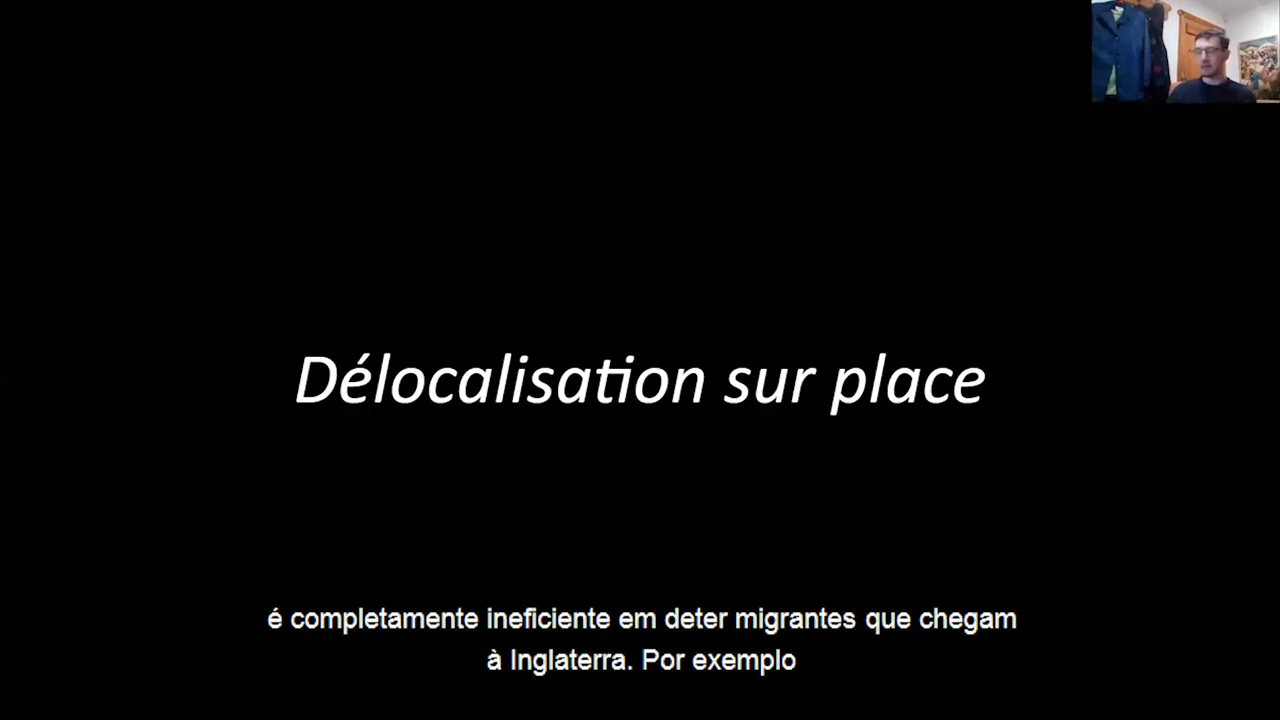 Délocalisation sur place
é completamente ineficiente em deter migrantes que chegam
à Inglaterra. Por exemplo